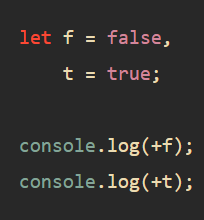 let f = false,
    t = true;

console.log(+f);
console.log(+t);